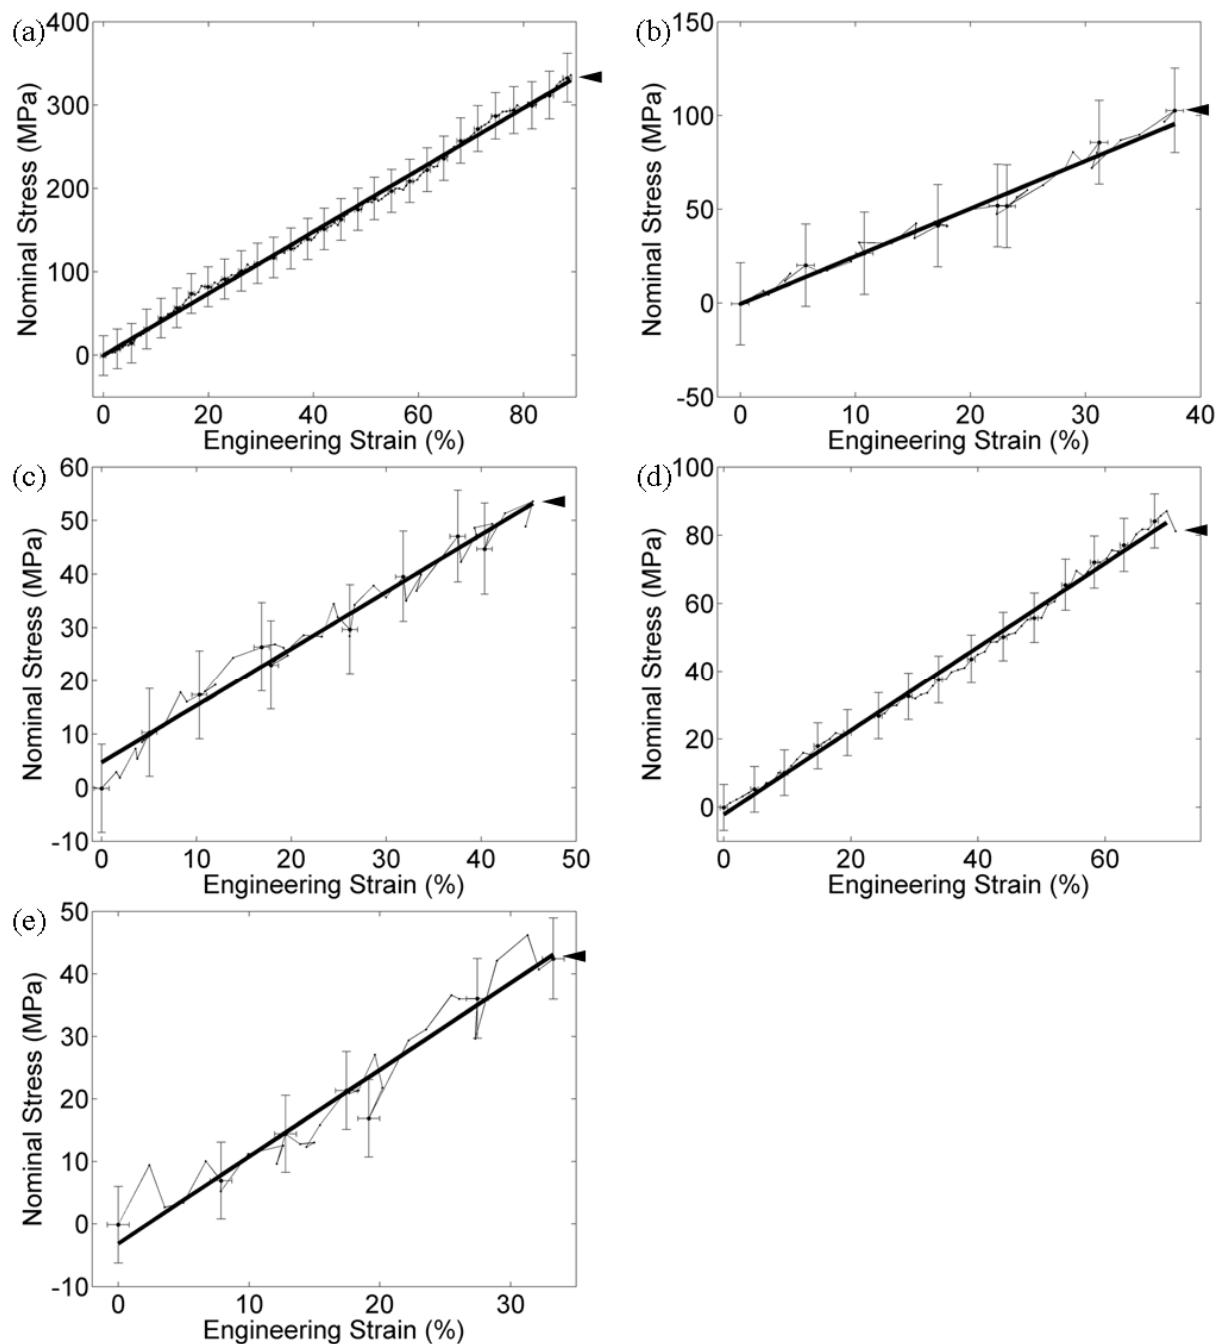 (a)
400
300
200
100
0
Nominal Stress (MPa)
0 20 40 60 80
Engineering Strain (%)
(b)
150
100
50
0
-50
Nominal Stress (MPa)
0 10 20 30 40
Engineering Strain (%)
(c)
60
50
40
30
20
10
0
-10
Nominal Stress (MPa)
0 10 20 30 40 50
Engineering Strain (%)
(d)
100
80
60
40
20
0
Nominal Stress (MPa)
0 20 40 60
Engineering Strain (%)
(e)
50
40
30
20
10
0
-10
Nominal Stress (MPa)
0 10 20 30
Engineering Strain (%)